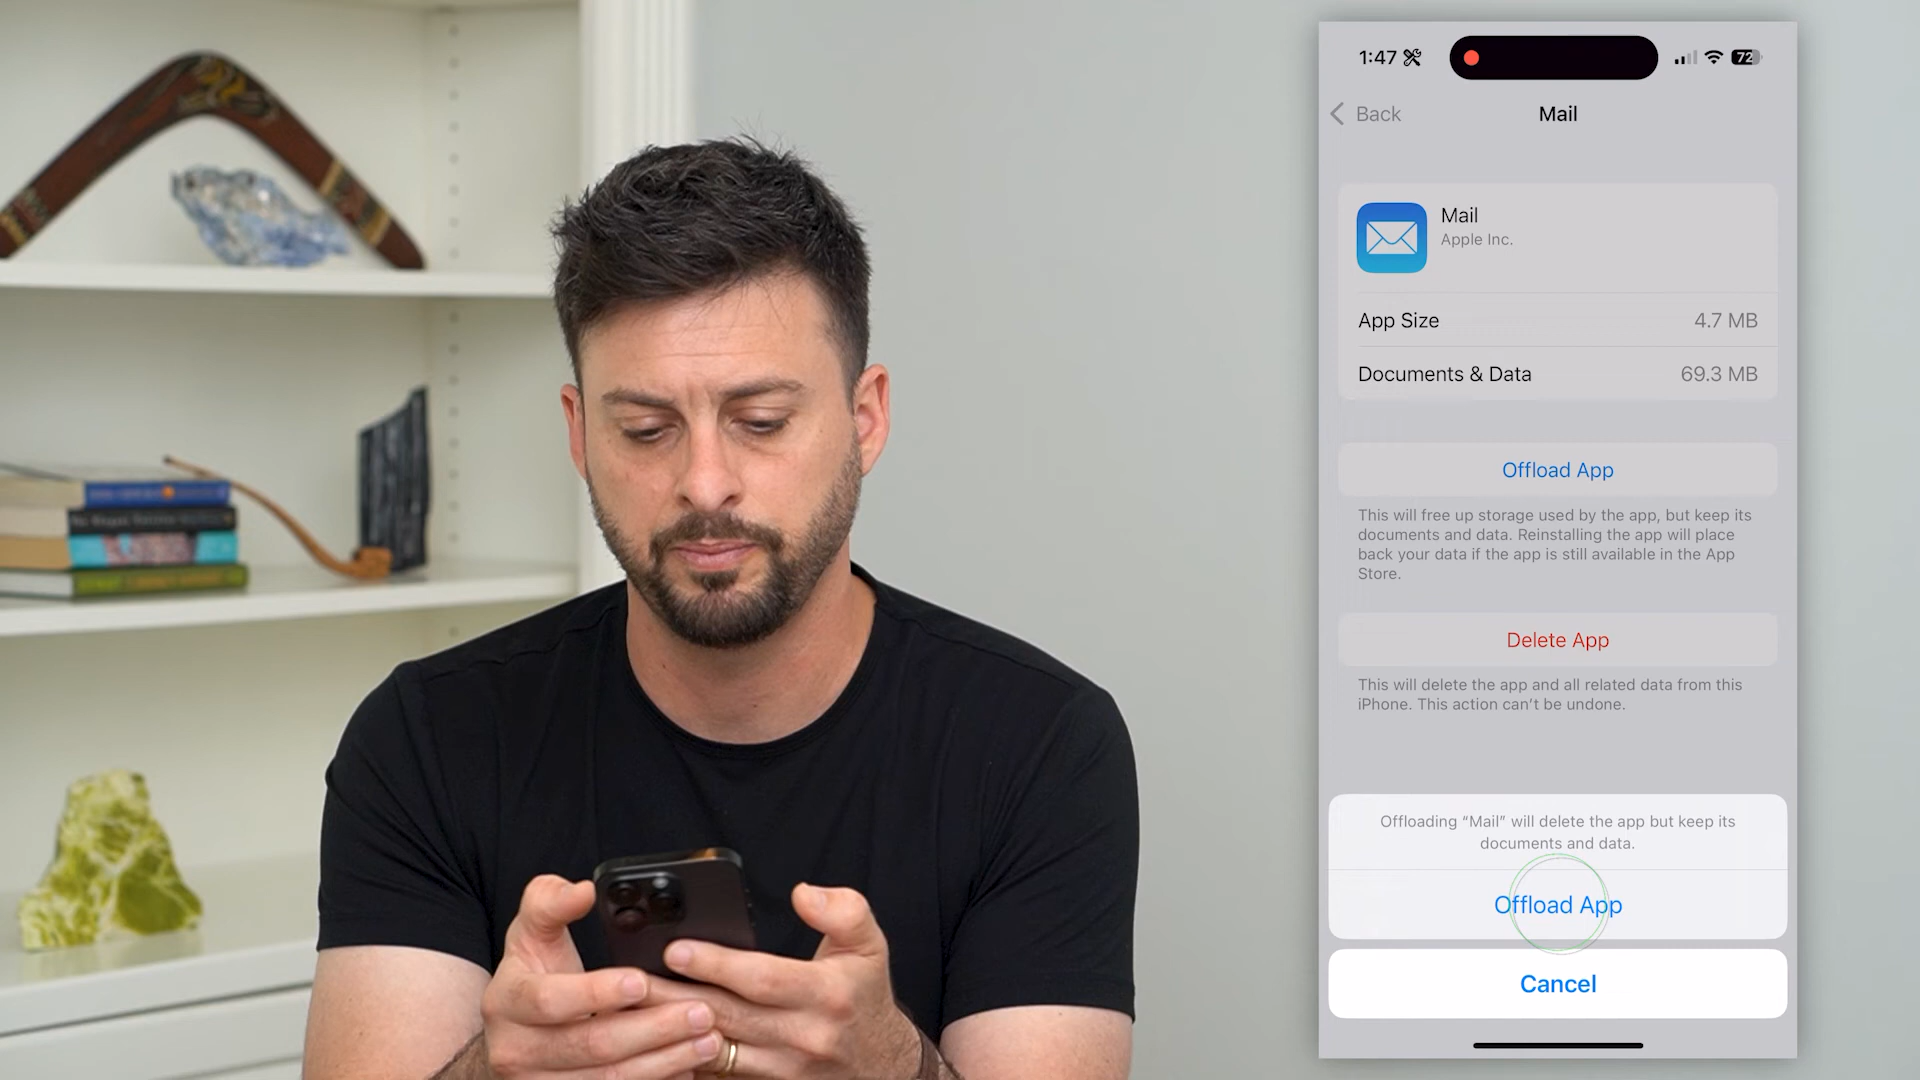 1:47
72
Back
Mail
Mail
Apple Inc.
App Size 4.7 MB
Documents & Data 69.3 MB
Offload App
This will free up storage used by the app, but keep its
documents and data. Reinstalling the app will place
back your data if the app is still available in the App
Store.
Delete App
This will delete the app and all related data from this
iPhone. This action can't be undone.
Offloading “Mail” will delete the app but keep its
documents and data.
Offload App
Cancel